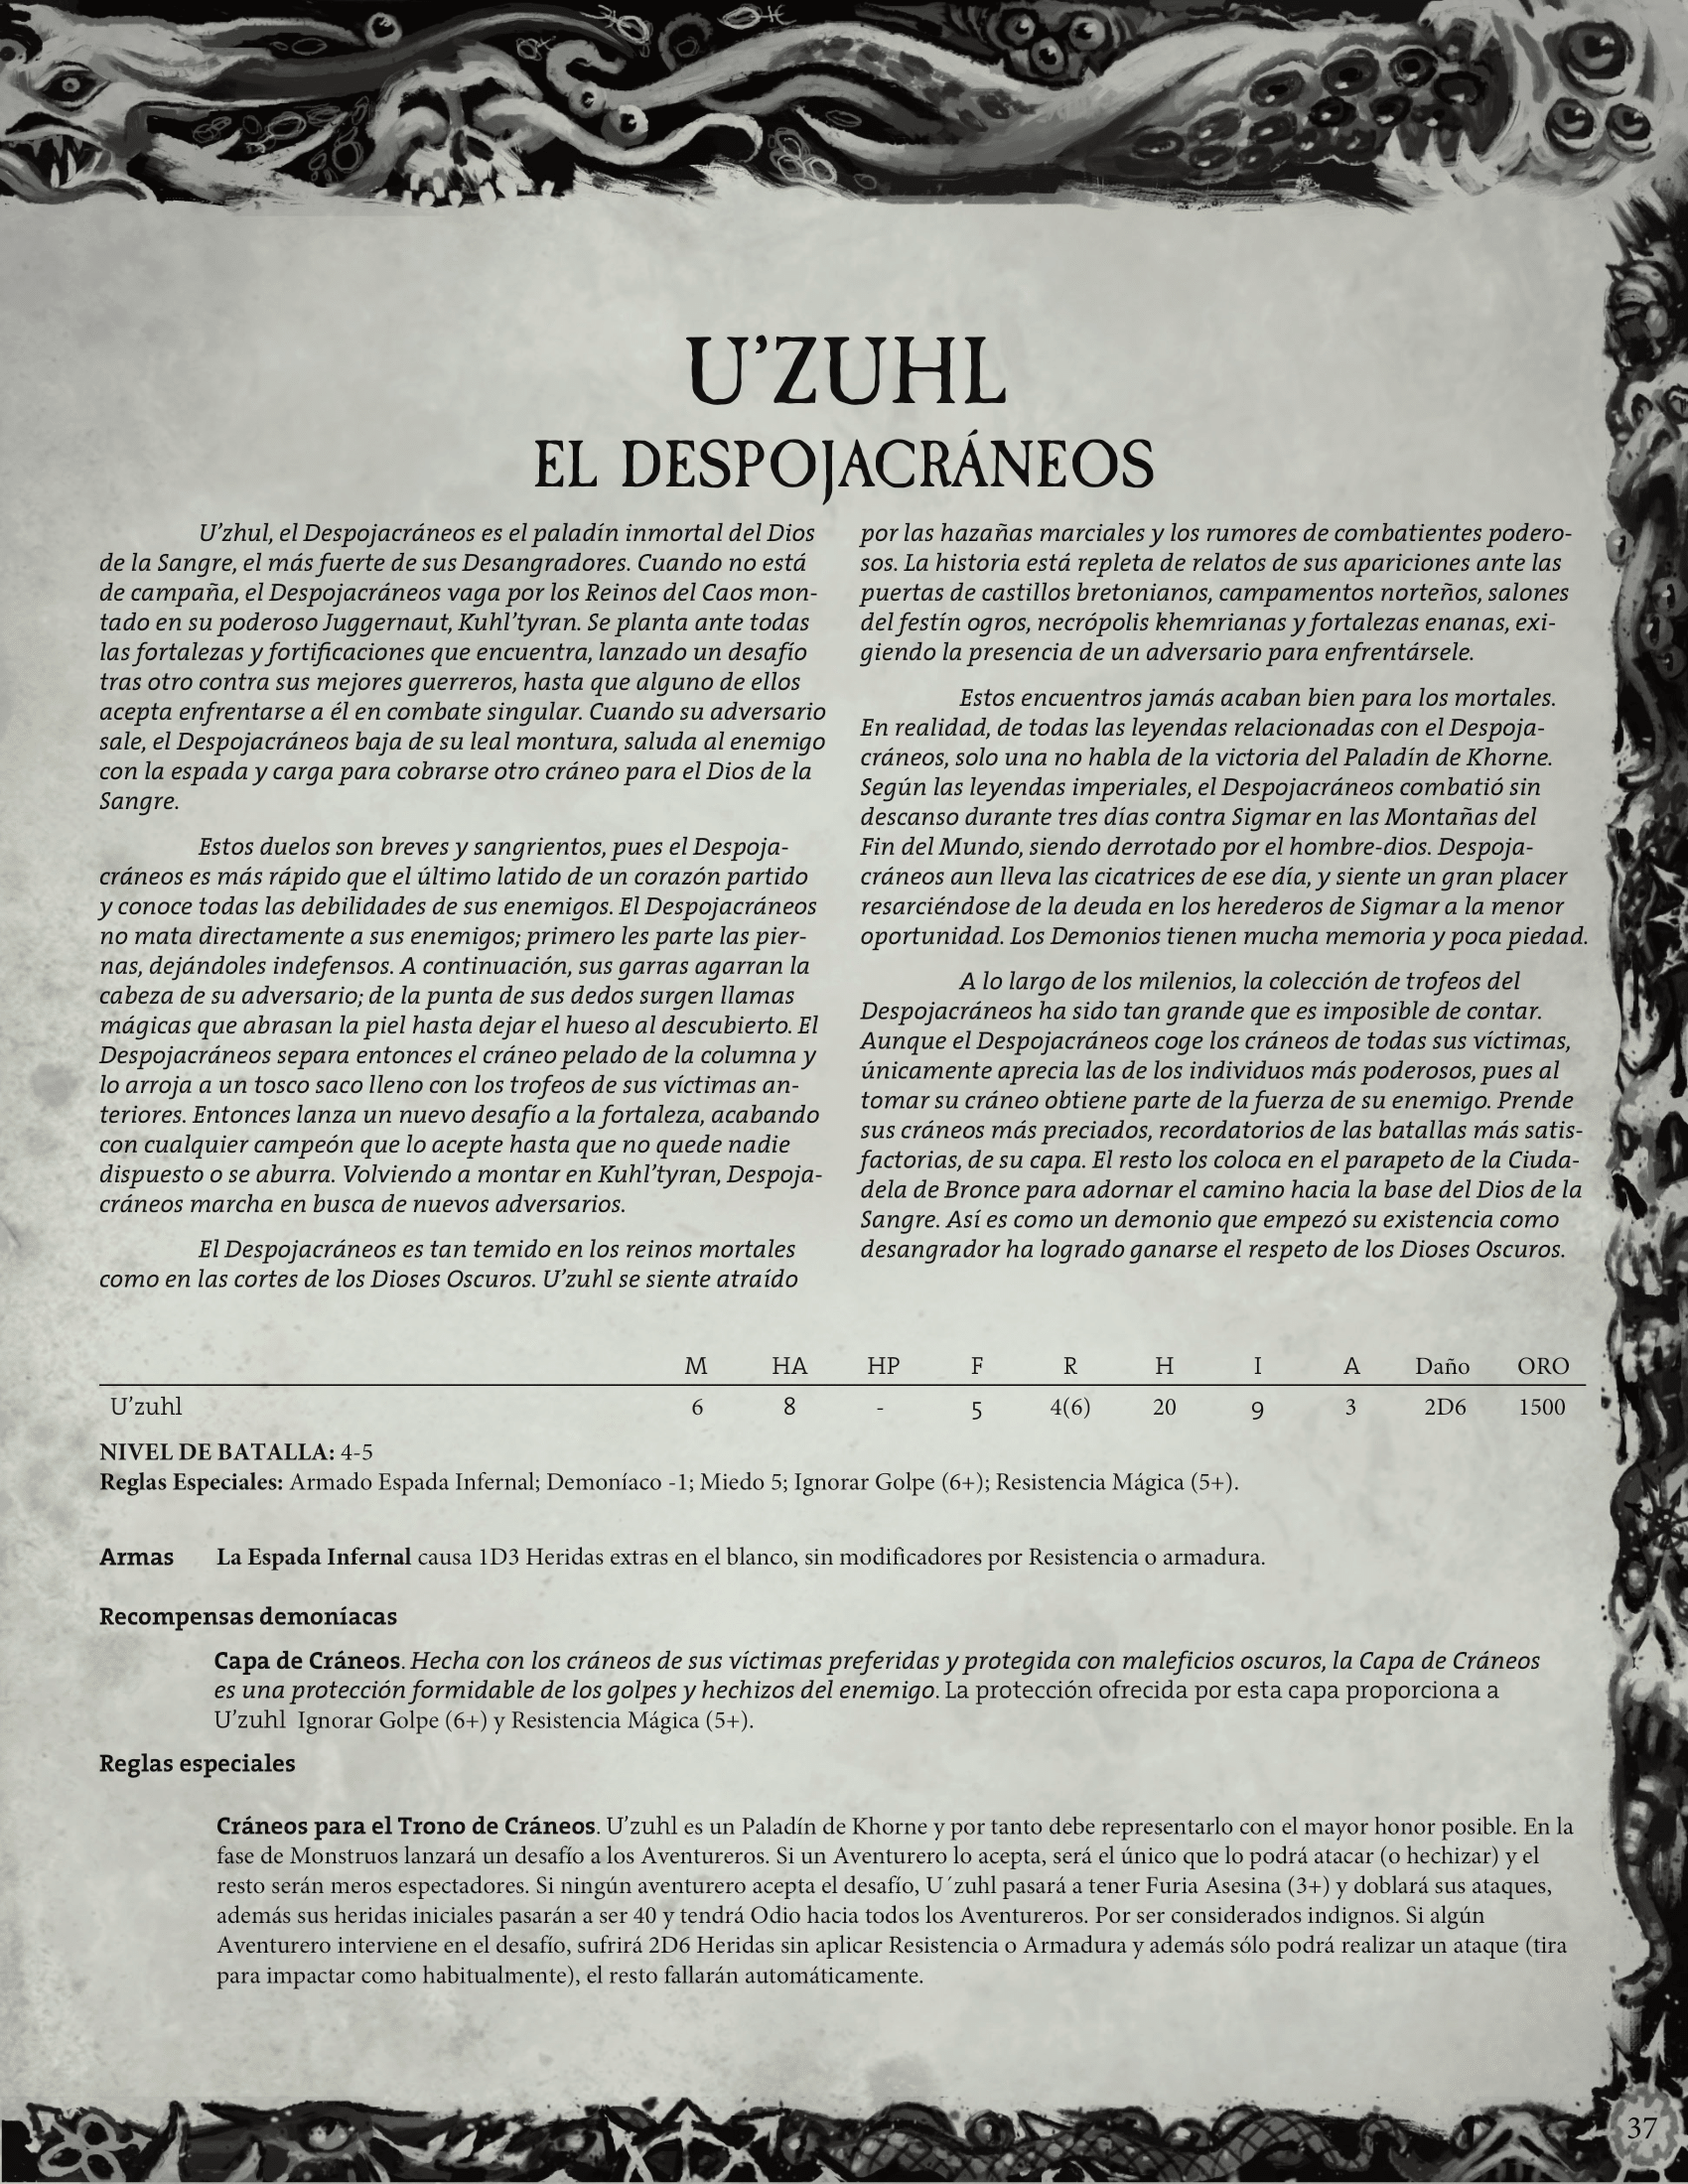 U'ZUHL
EL DESPOJACRÁNEOS
U'zhul, el Despojacráneos es el paladín inmortal del Dios
de la Sangre, el más fuerte de sus Desangradores. Cuando no está
de campaña, el Despojacráneos vaga por los Reinos del Caos mon-
tado en su poderoso Juggernaut, Kuhl'tyran. Se planta ante todas
las fortalezas y fortificaciones que encuentra, lanzado un desafío
tras otro contra sus mejores guerreros, hasta que alguno de ellos
acepta enfrentarse a él en combate singular. Cuando su adversario
sale, el Despojacráneos baja de su leal montura, saluda al enemigo
con la espada y carga para cobrarse otro cráneo para el Dios de la
Sangre.
Estos duelos son breves y sangrientos, pues el Despoja-
cráneos es más rápido que el último latido de un corazón partido
y conoce todas las debilidades de sus enemigos. El Despojacráneos
no mata directamente a sus enemigos; primero les parte las pier-
nas, dejándoles indefensos. A continuación, sus garras agarran la
cabeza de su adversario; de la punta de sus dedos surgen llamas
mágicas que abrasan la piel hasta dejar el hueso al descubierto. El
Despojacráneos separa entonces el cráneo pelado de la columna y
lo arroja a un tosco saco lleno con los trofeos de sus víctimas an-
teriores. Entonces lanza un nuevo desafío a la fortaleza, acabando
con cualquier campeón que lo acepte hasta que no quede nadie
dispuesto o se aburra. Volviendo a montar en Kuhl'tyran, Despoja-
cráneos marcha en busca de nuevos adversarios.
El Despojacráneos es tan temido en los reinos mortales
como en las cortes de los Dioses Oscuros. U'zuhl se siente atraído
por las hazañas marciales y los rumores de combatientes podero-
sos. La historia está repleta de relatos de sus apariciones ante las
puertas de castillos bretonianos, campamentos norteños, salones
del festín ogros, necrópolis khemrianas y fortalezas enanas, exi-
giendo la presencia de un adversario para enfrentársele.
Estos encuentros jamás acaban bien para los mortales.
En realidad, de todas las leyendas relacionadas con el Despoja-
cráneos, solo una no habla de la victoria del Paladín de Khorne.
Según las leyendas imperiales, el Despojacráneos combatió sin
descanso durante tres días contra Sigmar en las Montañas del
Fin del Mundo, siendo derrotado por el hombre-dios. Despoja-
cráneos aun lleva las cicatrices de ese día, y siente un gran placer
resarciéndose de la deuda en los herederos de Sigmar a la menor
oportunidad. Los Demonios tienen mucha memoria y poca piedad.
A lo largo de los milenios, la colección de trofeos del
Despojacráneos ha sido tan grande que es imposible de contar.
Aunque el Despojacráneos coge los cráneos de todas sus víctimas,
únicamente aprecia las de los individuos más poderosos, pues al
tomar su cráneo obtiene parte de la fuerza de su enemigo. Prende
sus cráneos más preciados, recordatorios de las batallas más satis-
factorias, de su capa. El resto los coloca en el parapeto de la Ciuda-
dela de Bronce para adornar el camino hacia la base del Dios de la
Sangre. Así es como un demonio que empezó su existencia como
desangrador ha logrado ganarse el respeto de los Dioses Oscuros.
M HA HP F R H I A Daño ORO
U'zuhl 6 8 - 5 4(6) 20 9 3 2D6 1500
NIVEL DE BATALLA: 4-5
Reglas Especiales: Armado Espada Infernal; Demoníaco -1; Miedo 5; Ignorar Golpe (6+); Resistencia Mágica (5+).
Armas La Espada Infernal causa 1D3 Heridas extras en el blanco, sin modificadores por Resistencia o armadura.
Recompensas demoníacas
Capa de Cráneos. Hecha con los cráneos de sus víctimas preferidas y protegida con maleficios oscuros, la Capa de Cráneos
es una protección formidable de los golpes y hechizos del enemigo. La protección ofrecida por esta capa proporciona a
U'zuhl Ignorar Golpe (6+) y Resistencia Mágica (5+).
Reglas especiales
Cráneos para el Trono de Cráneos. U'zuhl es un Paladín de Khorne y por tanto debe representarlo con el mayor honor posible. En la
fase de Monstruos lanzará un desafío a los Aventureros. Si un Aventurero lo acepta, será el único que lo podrá atacar (o hechizar) y el
resto serán meros espectadores. Si ningún aventurero acepta el desafío, U´zuhl pasará a tener Furia Asesina (3+) y doblará sus ataques,
además sus heridas iniciales pasarán a ser 40 y tendrá Odio hacia todos los Aventureros. Por ser considerados indignos. Si algún
Aventurero interviene en el desafío, sufrirá 2D6 Heridas sin aplicar Resistencia o Armadura y además sólo podrá realizar un ataque (tira
para impactar como habitualmente), el resto fallarán automáticamente.
37